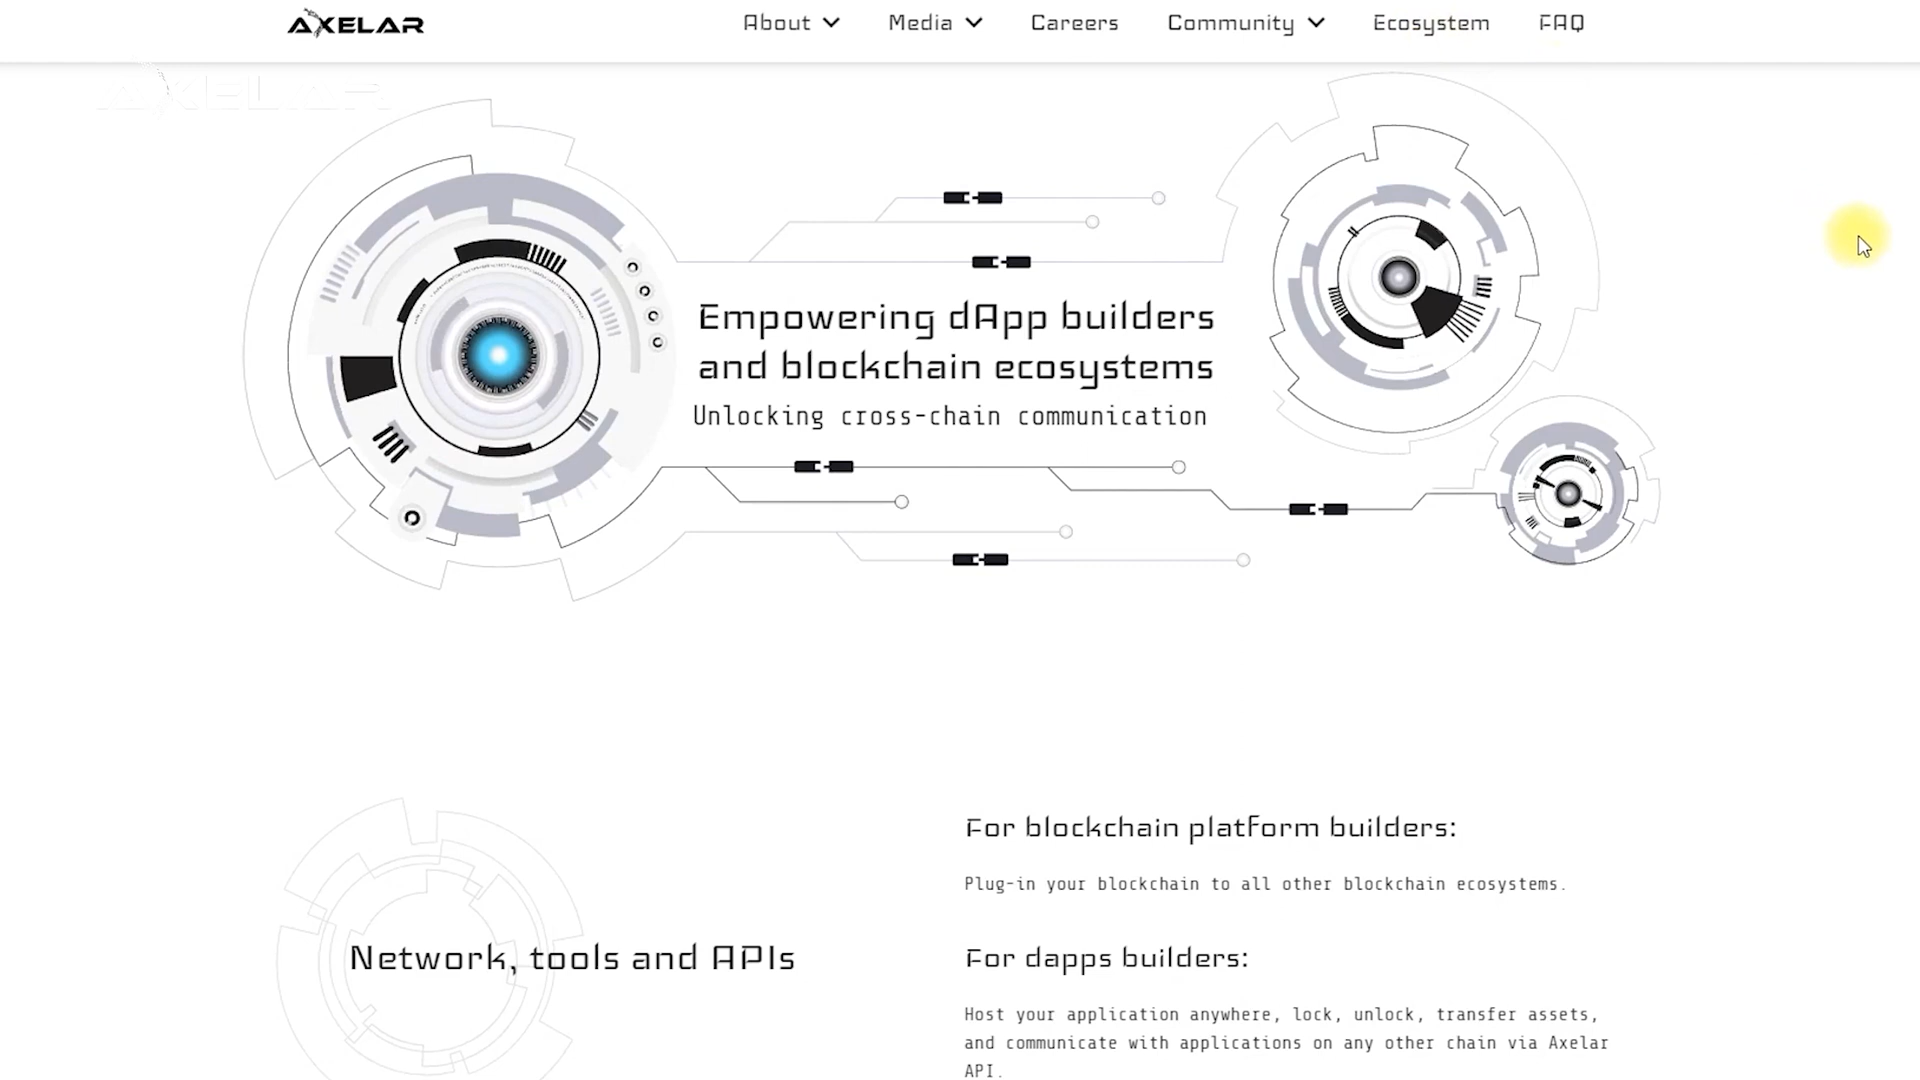 AXELAR
About
Media
Careers
Community
Ecosystem
FAQ
AXELAR
Empowering dApp builders
and blockchain ecosystems
Unlocking cross-chain communication
For blockchain platform builders:
Plug-in your blockchain to all other blockchain ecosystems.
Network, tools and APIs
For dapps builders:
Host your application anywhere, lock, unlock, transfer assets,
and communicate with applications on any other chain via Axelar
API.